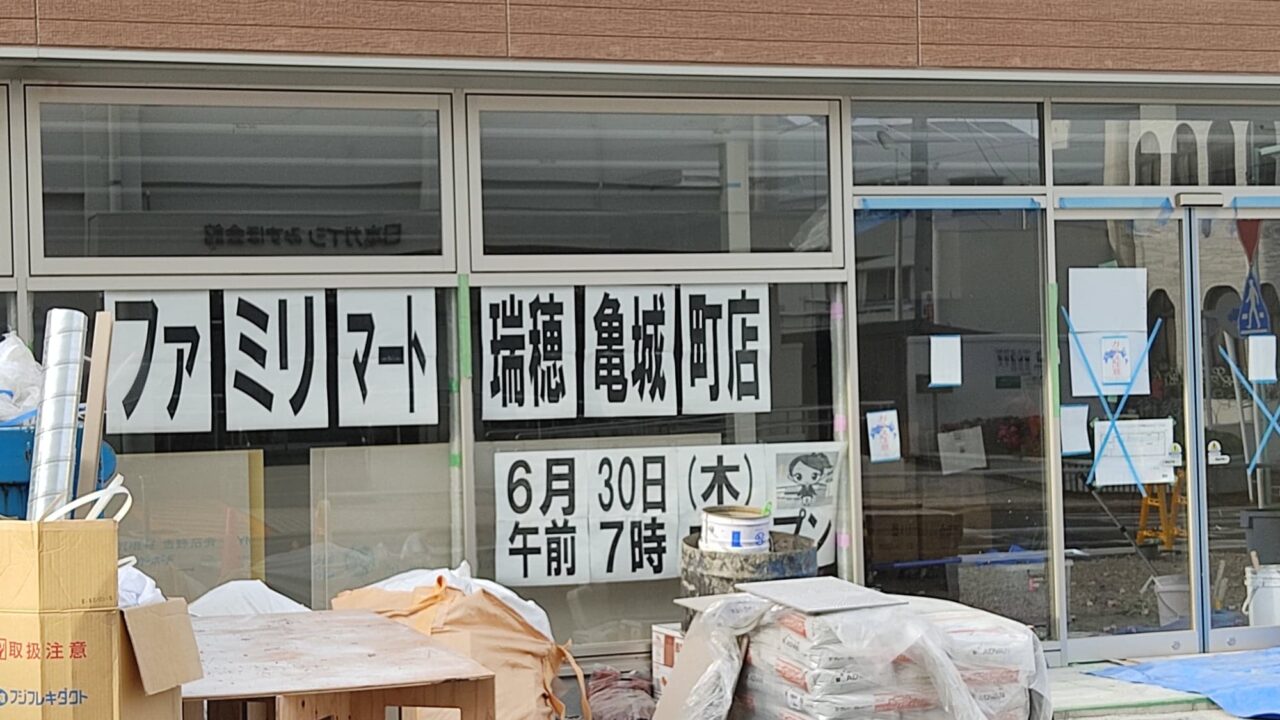 ファミリマート 瑞穂亀城町店
6月30日(木)
午前7時
プン
取扱注意
フジフレキダクト
ADVAN